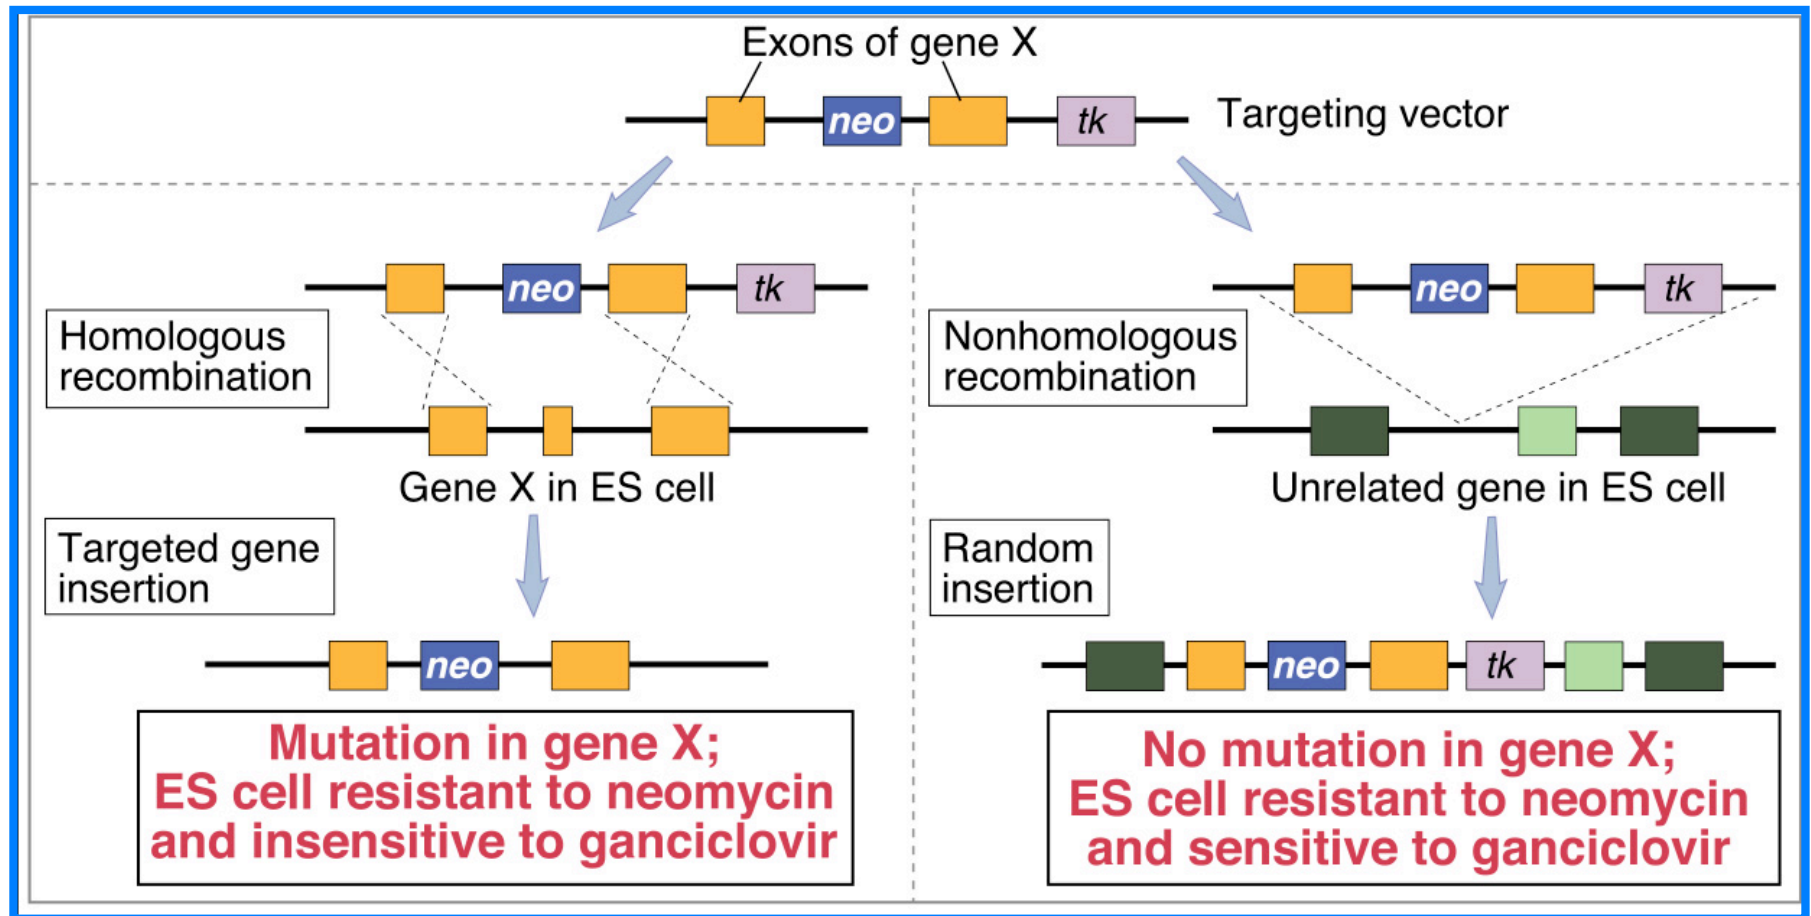 Exons of gene X
neo
tk
Targeting vector
neo
tk
Homologous
recombination
Gene X in ES cell
Targeted gene
insertion
neo
Mutation in gene X;
ES cell resistant to neomycin
and insensitive to ganciclovir
neo
tk
Nonhomologous
recombination
Unrelated gene in ES cell
Random
insertion
neo
tk
No mutation in gene X;
ES cell resistant to neomycin
and sensitive to ganciclovir